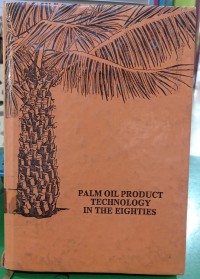 PALM OIL PRODUCT
TECHNOLOGY
IN THE EIGHTIES